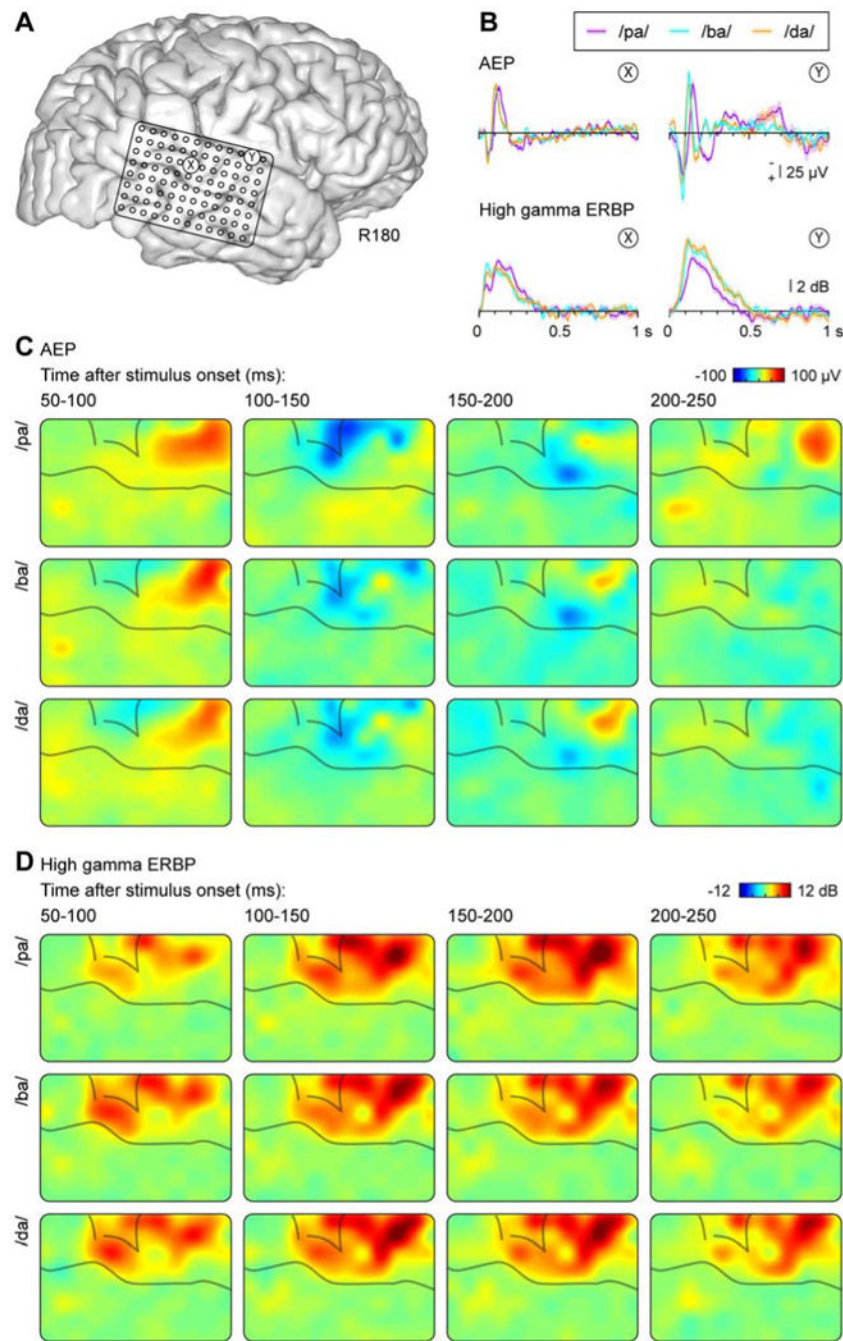 A
X
Y
R180
B
/pa/ /ba/ /da/
AEP
X
Y
-
+
25 µV
High gamma ERBP
X
Y
2 dB
0 0.5 1 s
0 0.5 1 s
C AEP
Time after stimulus onset (ms):
-100 100 µV
50-100 100-150 150-200 200-250
/pa/
/ba/
/da/
D High gamma ERBP
Time after stimulus onset (ms):
-12 12 dB
50-100 100-150 150-200 200-250
/pa/
/ba/
/da/